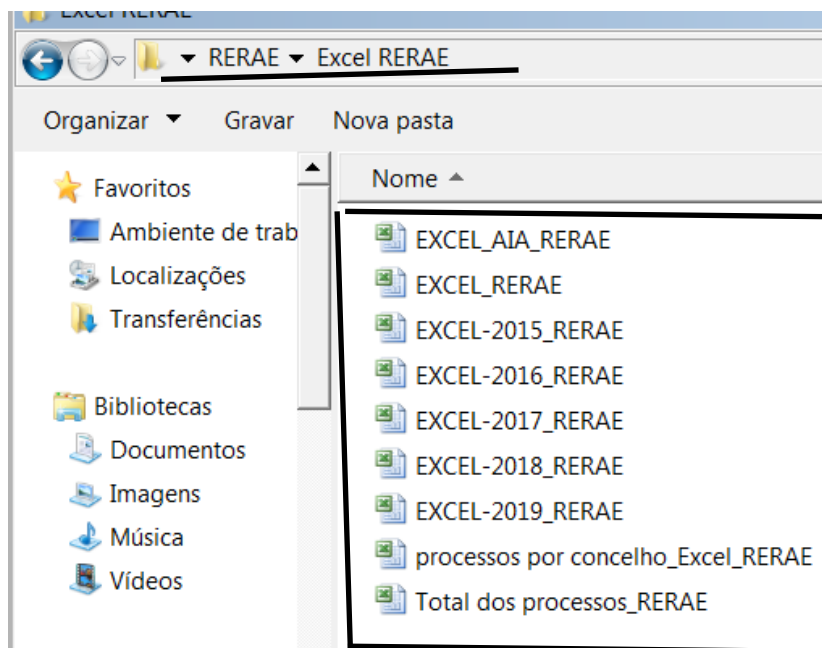 Excel RERAE
RERAE Excel RERAE
Organizar Gravar Nova pasta
Favoritos
Ambiente de trab
Localizações
Transferências
Bibliotecas
Documentos
Imagens
Música
Vídeos
Nome
EXCEL_AIA_RERAE
EXCEL_RERAE
EXCEL-2015_RERAE
EXCEL-2016_RERAE
EXCEL-2017_RERAE
EXCEL-2018_RERAE
EXCEL-2019_RERAE
processos por concelho_Excel_RERAE
Total dos processos_RERAE